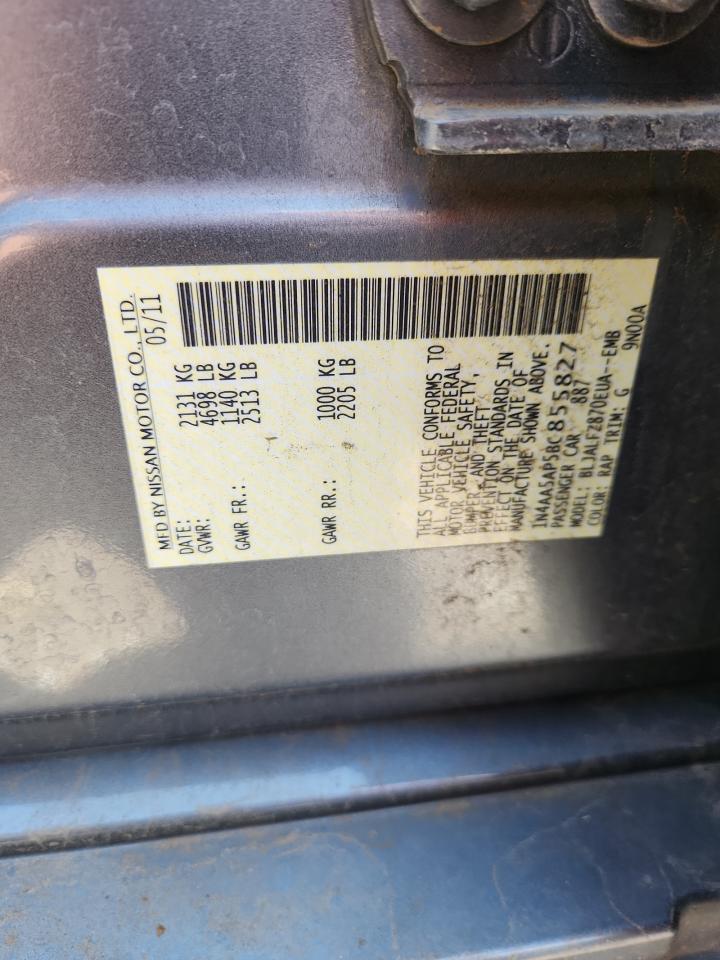 MFD BY NISSAN MOTOR CO., LTD.
DATE: 05/11
GVWR: 2131 KG
4698 LB
GAWR FR.: 1140 KG
2513 LB
GAWR RR.: 1000 KG
2205 LB
THIS VEHICLE CONFORMS TO
ALL APPLICABLE FEDERAL
MOTOR VEHICLE SAFETY,
BUMPER, AND THEFT
PREVENTION STANDARDS IN
EFFECT ON THE DATE OF
MANUFACTURE SHOWN ABOVE.
1N4AA5AP5BC855827
PASSENGER CAR 887
MODEL: BLJALF2870EUA--EMB
COLOR: RAP TRIM: G 9N00A